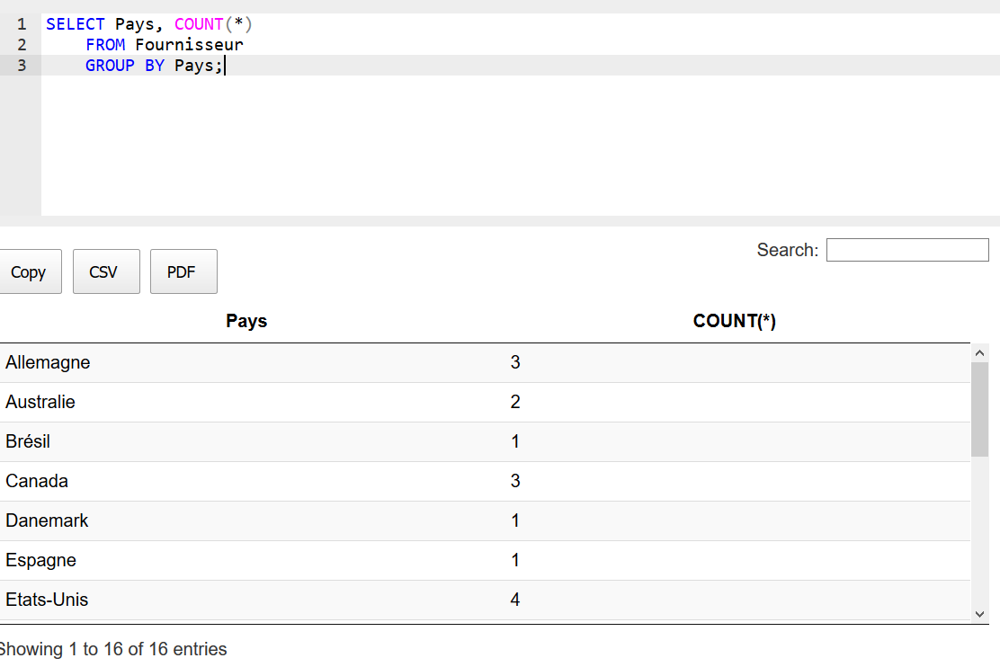 1 SELECT Pays, COUNT(*)
2 FROM Fournisseur
3 GROUP BY Pays;
Search:
Copy CSV PDF
Pays COUNT(*)
Allemagne 3
Australie 2
Brésil 1
Canada 3
Danemark 1
Espagne 1
Etats-Unis 4
Showing 1 to 16 of 16 entries